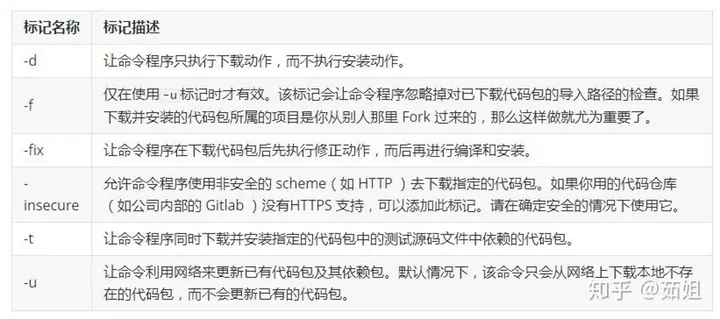 标记名称 标记描述
-d 让命令程序只执行下载动作，而不执行安装动作。
-f 仅在使用 -u 标记时才有效。该标记会让命令程序忽略掉对已下载代码包的导入路径的检查。如果
下载并安装的代码包所属的项目是你从别人那里 Fork 过来的，那么这样做就尤为重要了。
-fix 让命令程序在下载代码包后先执行修正动作，而后再进行编译和安装。
- 允许命令程序使用非安全的 scheme（如 HTTP ）去下载指定的代码包。如果你用的代码仓库
insecure （如公司内部的 Gitlab ）没有HTTPS 支持，可以添加此标记。请在确定安全的情况下使用它。
-t 让命令程序同时下载并安装指定的代码包中的测试源码文件中依赖的代码包。
-u 让命令利用网络来更新已有代码包及其依赖包。默认情况下，该命令只会从网络上下载本地不存
在的代码包，而不会更新已有的代码包。
知乎 @茹姐